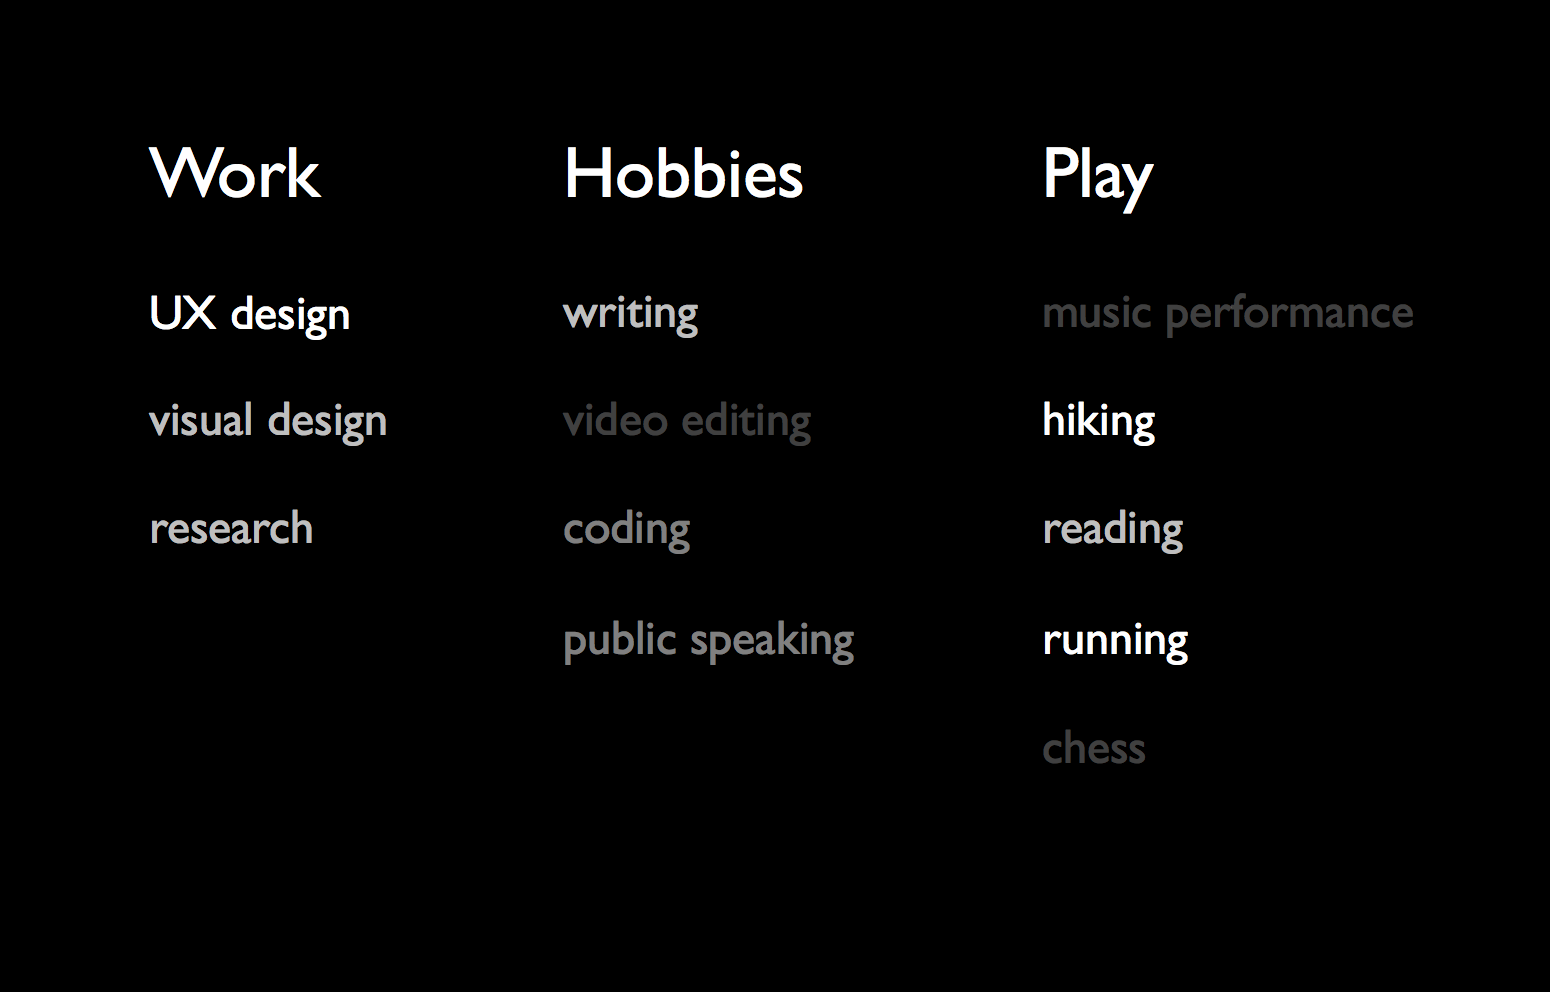 Work
UX design
visual design
research
Hobbies
writing
video editing
coding
public speaking
Play
music performance
hiking
reading
running
chess